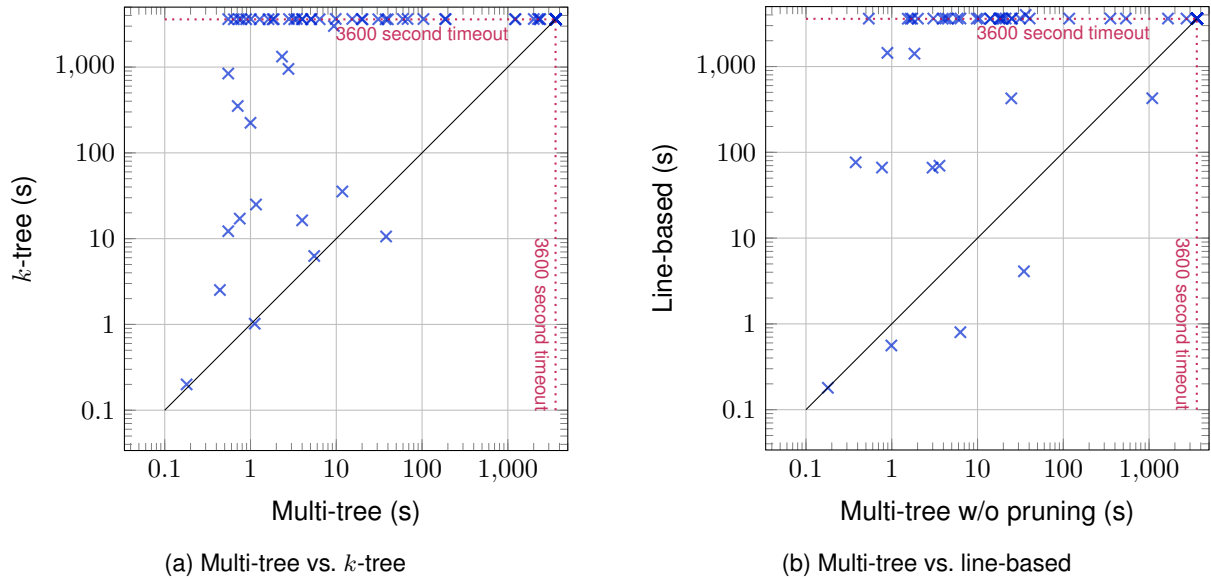 3600 second timeout
1,000
100
10
1
0.1
k-tree (s)
3600 second timeout
0.1 1 10 100 1,000
Multi-tree (s)
(a) Multi-tree vs. k-tree
3600 second timeout
1,000
100
10
1
0.1
Line-based (s)
3600 second timeout
0.1 1 10 100 1,000
Multi-tree w/o pruning (s)
(b) Multi-tree vs. line-based